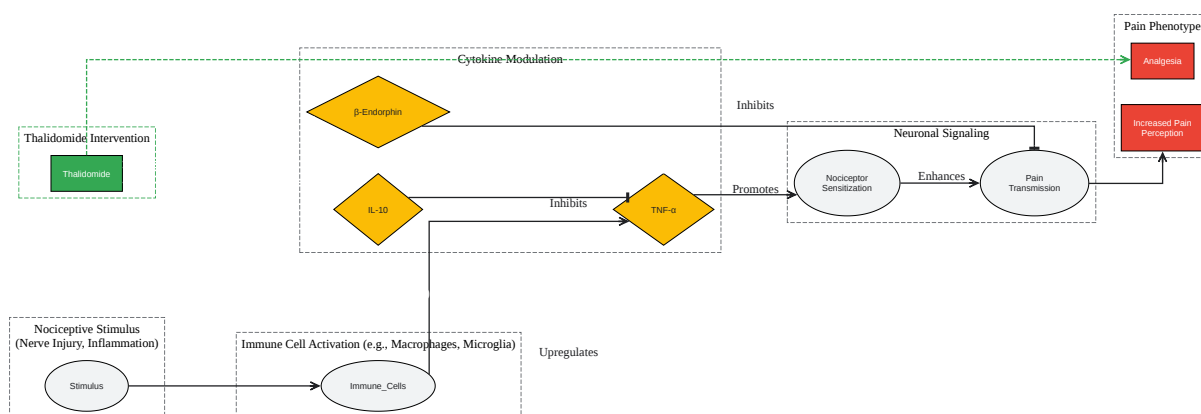 Pain Phenotype
Analgesia
Cytokine Modulation
β-Endorphin
Inhibits
Increased Pain
Perception
Thalidomide Intervention
Thalidomide
Neuronal Signaling
Nociceptor
Sensitization
Enhances
Pain
Transmission
Promotes
IL-10
Inhibits
TNF-α
Nociceptive Stimulus
(Nerve Injury, Inflammation)
Stimulus
Immune Cell Activation (e.g., Macrophages, Microglia)
Immune_Cells
Upregulates